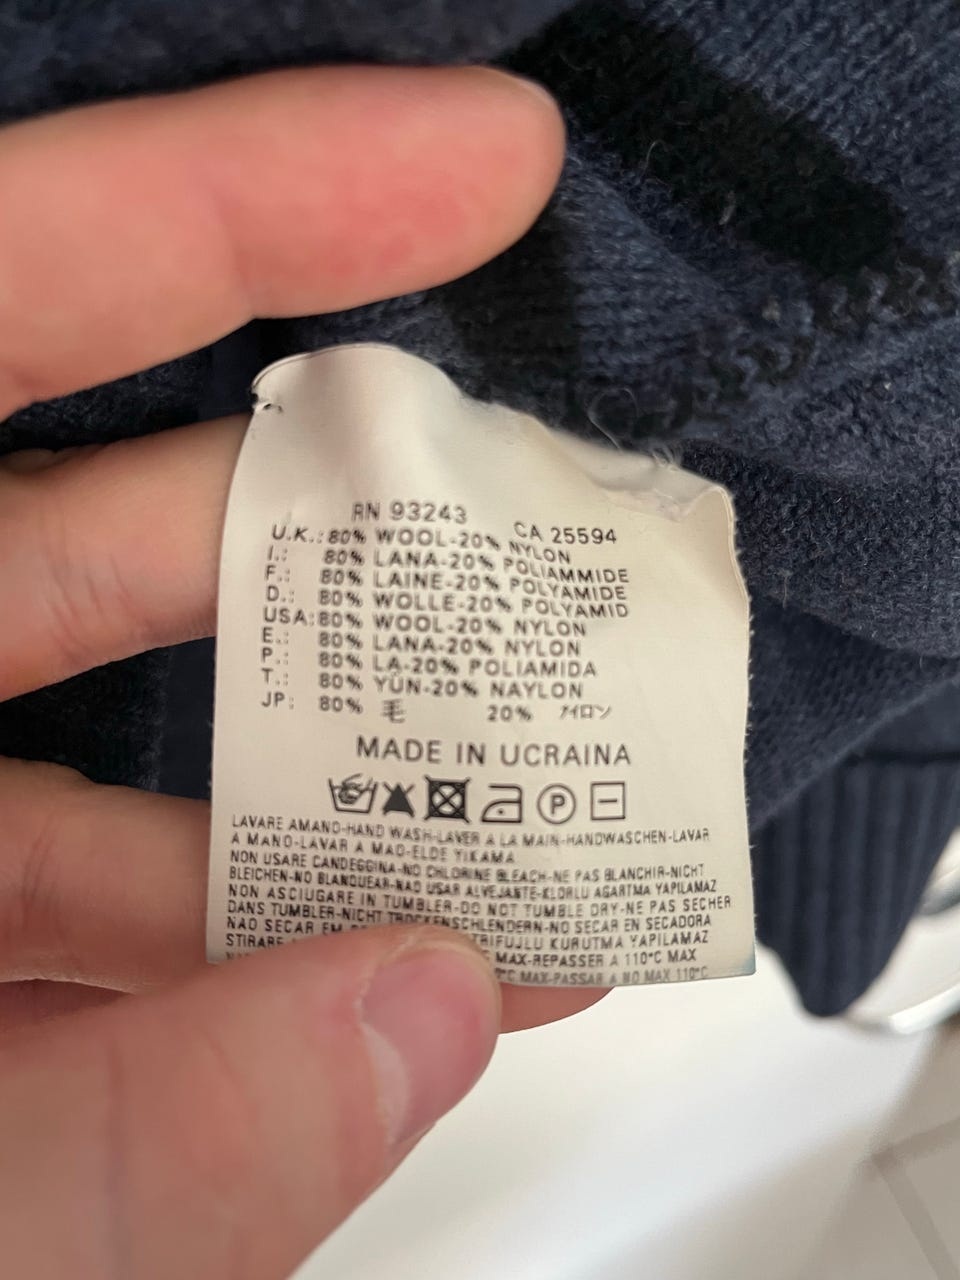 RN 93243 CA 25594
U.K.: 80% WOOL-20% NYLON
I.: 80% LANA-20% POLIAMMIDE
F.: 80% LAINE-20% POLYAMIDE
D.: 80% WOLLE-20% POLYAMID
USA: 80% WOOL-20% NYLON
E.: 80% LANA-20% NYLON
P.: 80% LA-20% POLIAMIDA
T.: 80% YÜN-20% NAYLON
JP: 80% 毛 20% ナイロン
MADE IN UCRAINA
P
LAVARE AMANO-HAND WASH-LAVER A LA MAIN-HANDWASCHEN-LAVAR
A MANO-LAVAR A MAO-ELDE YIKAMA
NON USARE CANDEGGINA-NO CHLORINE BLEACH-NE PAS BLANCHIR-NICHT
BLEICHEN-NO BLANQUEAR-NAO USAR ALVEJANTE-KLORLU AGARTMA YAPILAMAZ
NON ASCIUGARE IN TUMBLER-DO NOT TUMBLE DRY-NE PAS SECHER
DANS TUMBLER-NICHT TROCKENSCHLENDERN-NO SECAR EN SECADORA
NAO SECAR EM TRIFUJLU KURUTMA YAPILAMAZ
STIRARE MAX-REPASSER A 110°C MAX
°C MAX-PASSAR A NO MAX 110°C